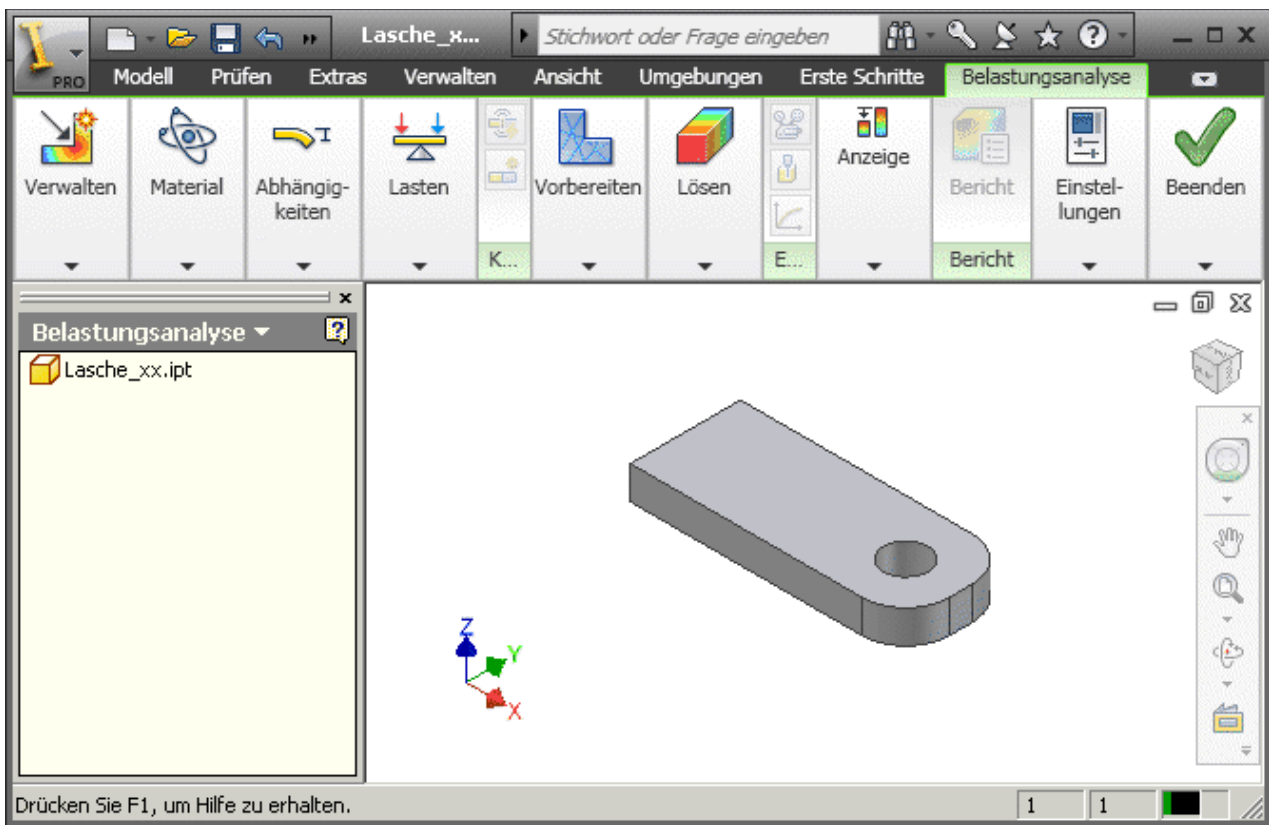 Lasche_x...
Stichwort oder Frage eingeben
PRO
Modell Prüfen Extras Verwalten Ansicht Umgebungen Erste Schritte Belastungsanalyse
Verwalten Material Abhängig- Lasten Vorbereiten Lösen Anzeige Bericht Einstel- Beenden
keiten lungen
K... E... Bericht
Belastungsanalyse
Lasche_xx.ipt
Z
Y
X
Drücken Sie F1, um Hilfe zu erhalten. 1 1